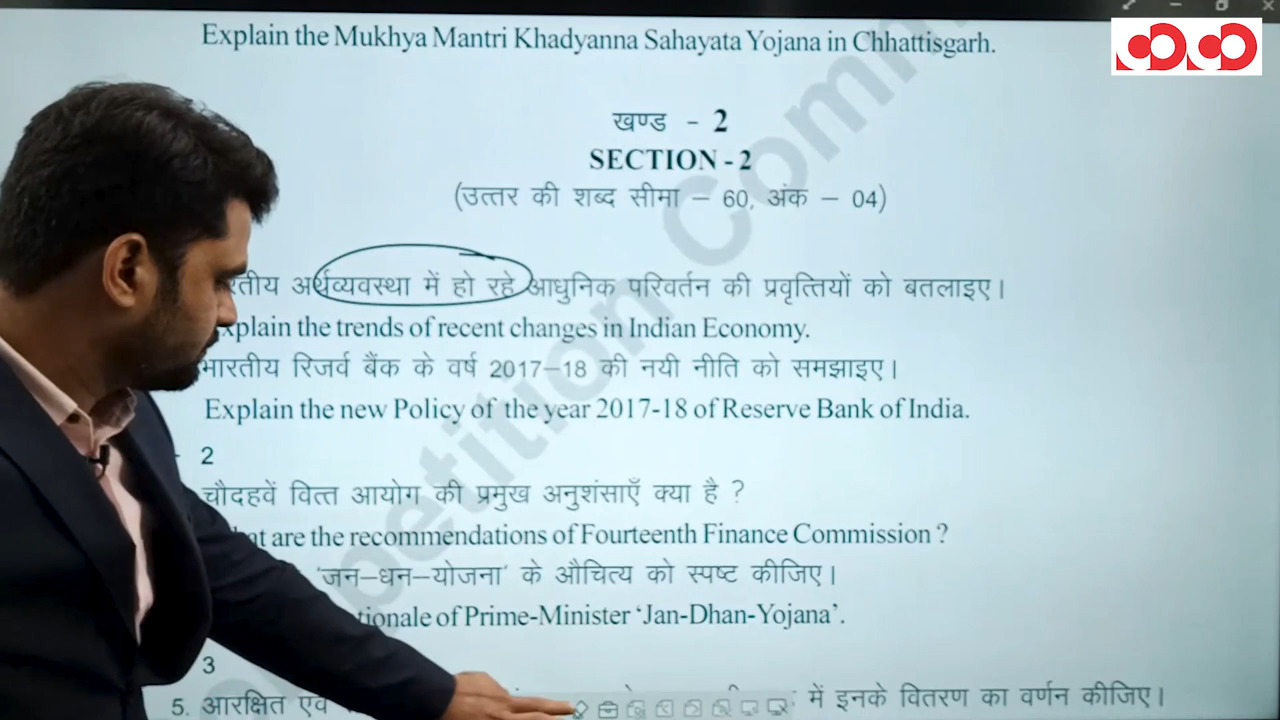 Explain the Mukhya Mantri Khadyanna Sahayata Yojana in Chhattisgarh.
खण्ड - 2
SECTION - 2
(उत्तर की शब्द सीमा – 60, अंक – 04)
अर्थव्यवस्था में हो रहे आधुनिक परिवर्तन की प्रवृत्तियों को बतलाइए।
the trends of recent changes in Indian Economy.
भारतीय रिजर्व बैंक के वर्ष 2017–18 की नयी नीति को समझाइए।
Explain the new Policy of the year 2017-18 of Reserve Bank of India.
- 2
चौदहवें वित्त आयोग की प्रमुख अनुशंसाएँ क्या है ?
are the recommendations of Fourteenth Finance Commission ?
'जन–धन–योजना' के औचित्य को स्पष्ट कीजिए।
of Prime-Minister 'Jan-Dhan-Yojana'.
3
5. आरक्षित एवं में इनके वितरण का वर्णन कीजिए।